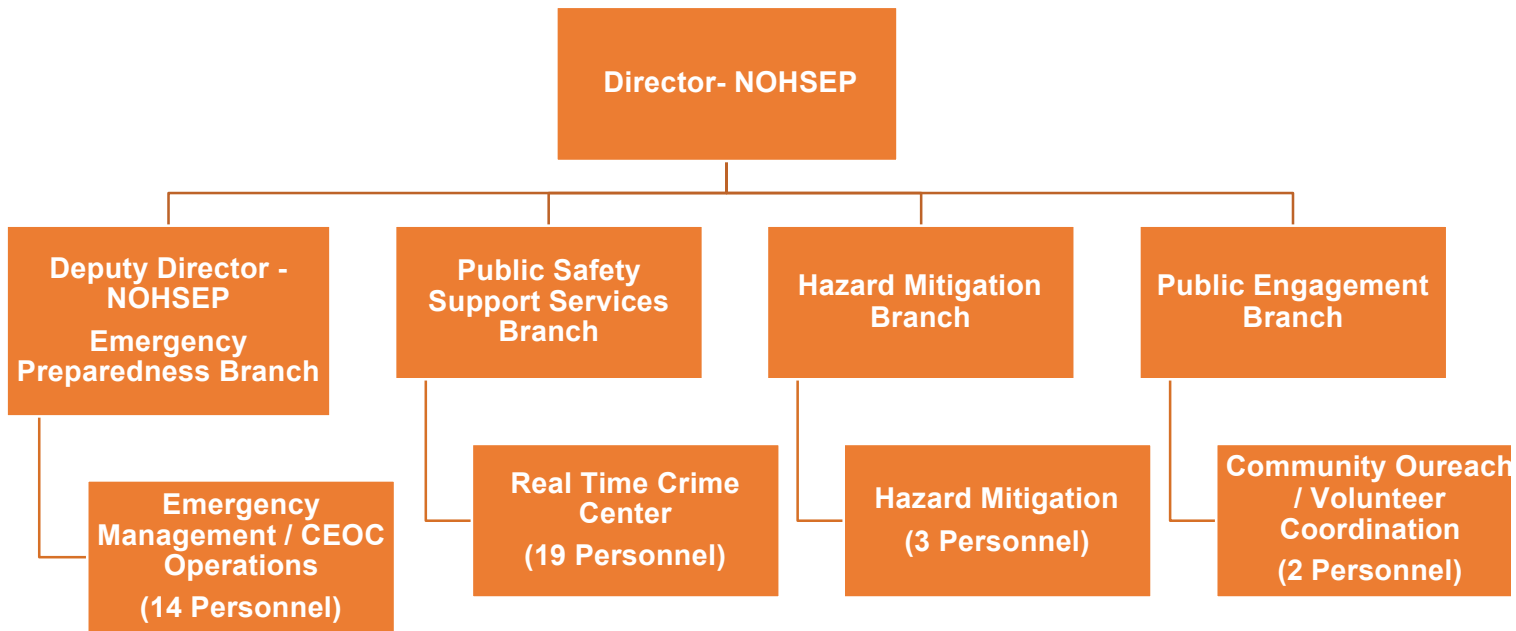 Director- NOHSEP
Deputy Director -
NOHSEP
Emergency
Preparedness Branch
Public Safety
Support Services
Branch
Hazard Mitigation
Branch
Public Engagement
Branch
Emergency
Management / CEOC
Operations
(14 Personnel)
Real Time Crime
Center
(19 Personnel)
Hazard Mitigation
(3 Personnel)
Community Oureach
/ Volunteer
Coordination
(2 Personnel)